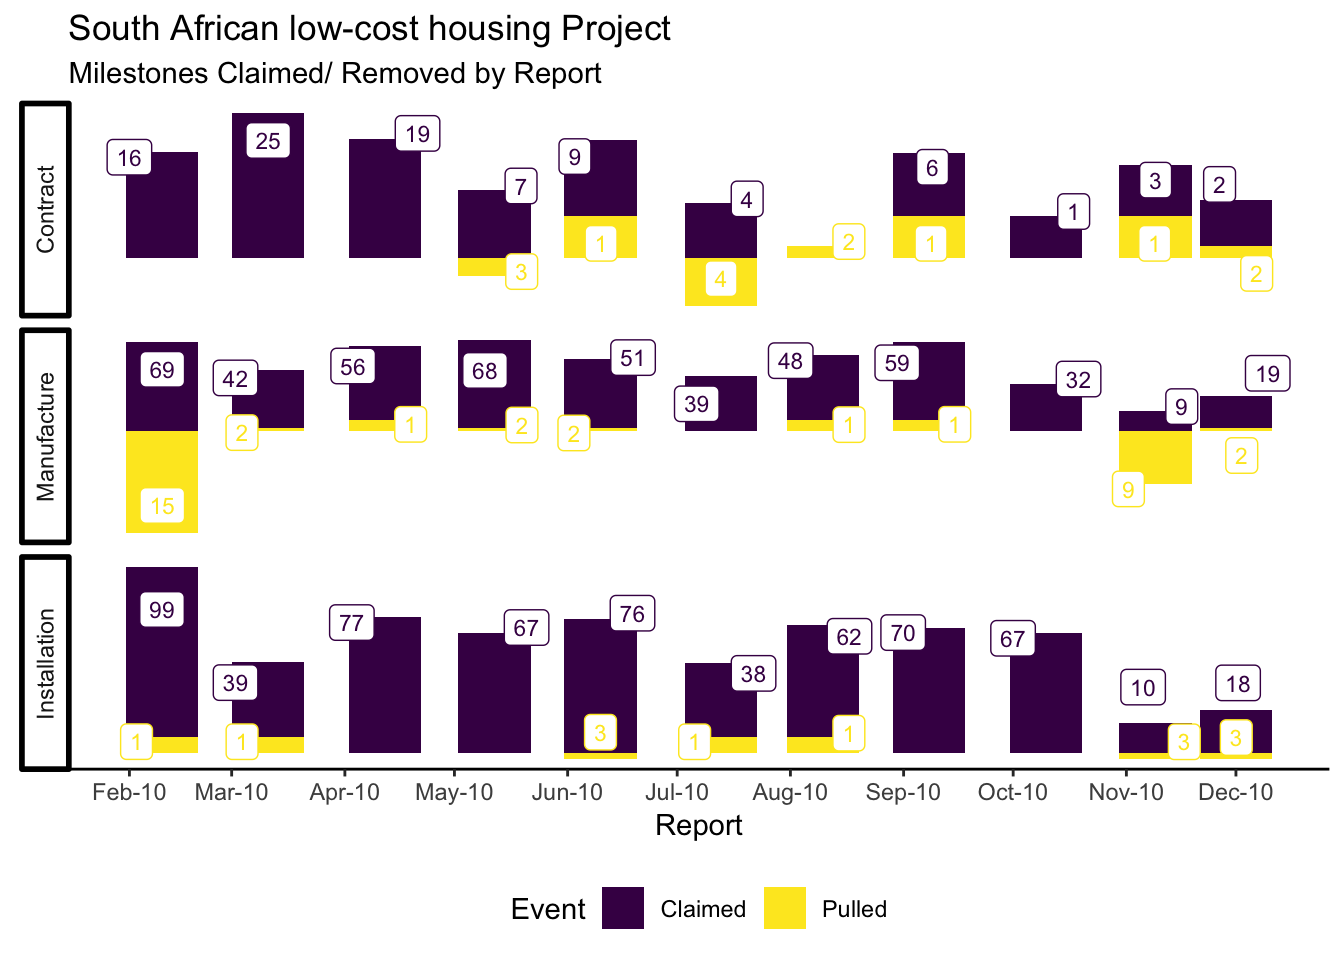 South African low-cost housing Project
Milestones Claimed/ Removed by Report
Contract
16 25 19 7 9 4 2 6 1 3 2
3 1 4 1 1 2
Manufacture
69 42 56 68 51 39 48 59 32 9 19
15 2 1 2 2 1 1 9 2
Installation
99 39 77 67 76 38 62 70 67 10 18
1 1 3 1 1 3 3
Feb-10 Mar-10 Apr-10 May-10 Jun-10 Jul-10 Aug-10 Sep-10 Oct-10 Nov-10 Dec-10
Report
Event Claimed Pulled